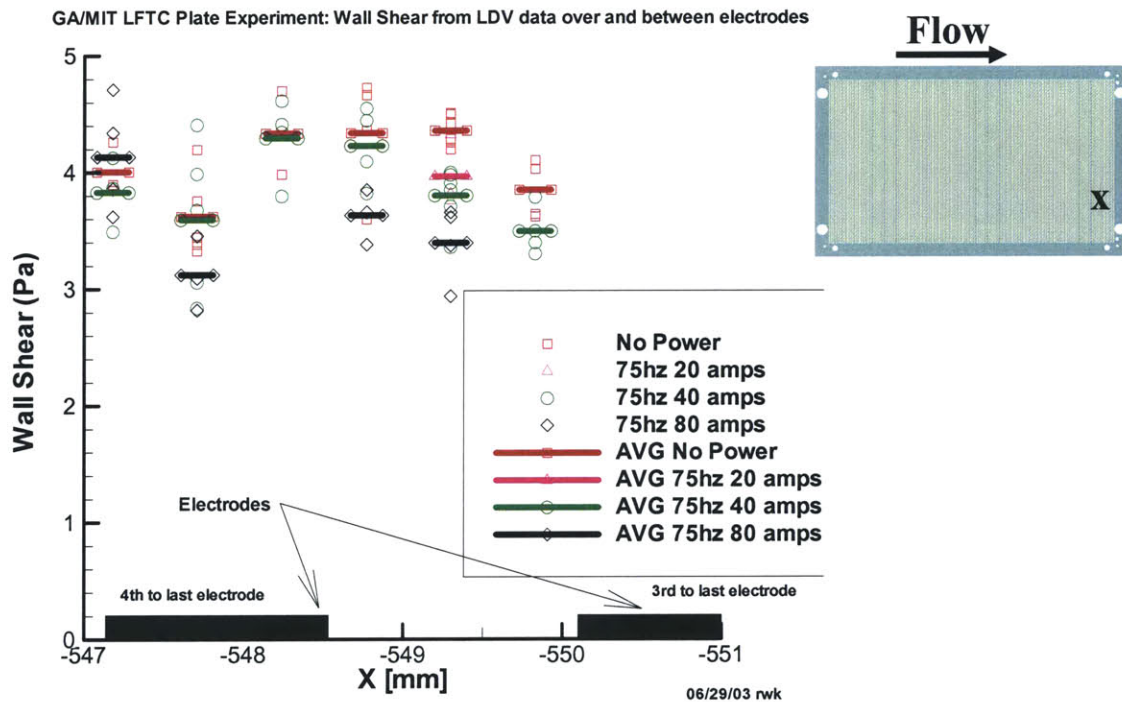 GA/MIT LFTC Plate Experiment: Wall Shear from LDV data over and between electrodes
Flow
x
5
4
3
2
1
0
Wall Shear (Pa)
No Power
75hz 20 amps
75hz 40 amps
75hz 80 amps
AVG No Power
AVG 75hz 20 amps
AVG 75hz 40 amps
AVG 75hz 80 amps
Electrodes
4th to last electrode
3rd to last electrode
-547
-548
-549
-550
-551
X [mm]
06/29/03 rwk